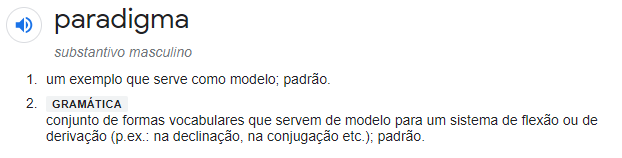 paradigma
substantivo masculino
1. um exemplo que serve como modelo; padrão.
2. GRAMÁTICA
conjunto de formas vocabulares que servem de modelo para um sistema de flexão ou de
derivação (p.ex.: na declinação, na conjugação etc.); padrão.